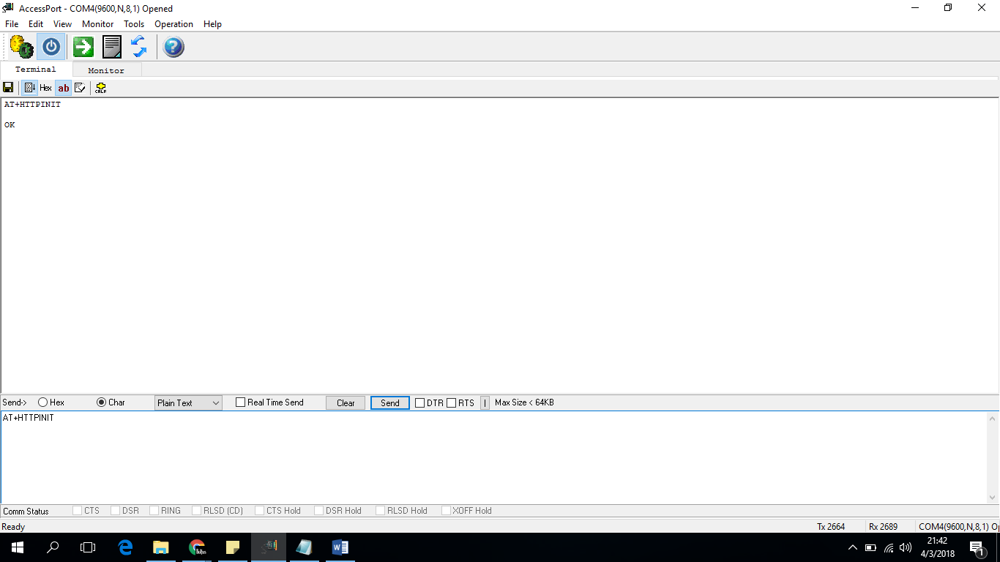 AccessPort - COM4(9600,N,8,1) Opened
File Edit View Monitor Tools Operation Help
Terminal Monitor
Hex ab CRLF
AT+HTTPINIT
OK
Send-> Hex Char Plain Text Real Time Send Clear Send DTR RTS | Max Size < 64KB
AT+HTTPINIT
Comm Status CTS DSR RING RLSD (CD) CTS Hold DSR Hold RLSD Hold XOFF Hold
Ready Tx 2664 Rx 2689 COM4(9600,N,8,1) O
21:42
4/3/2018
1